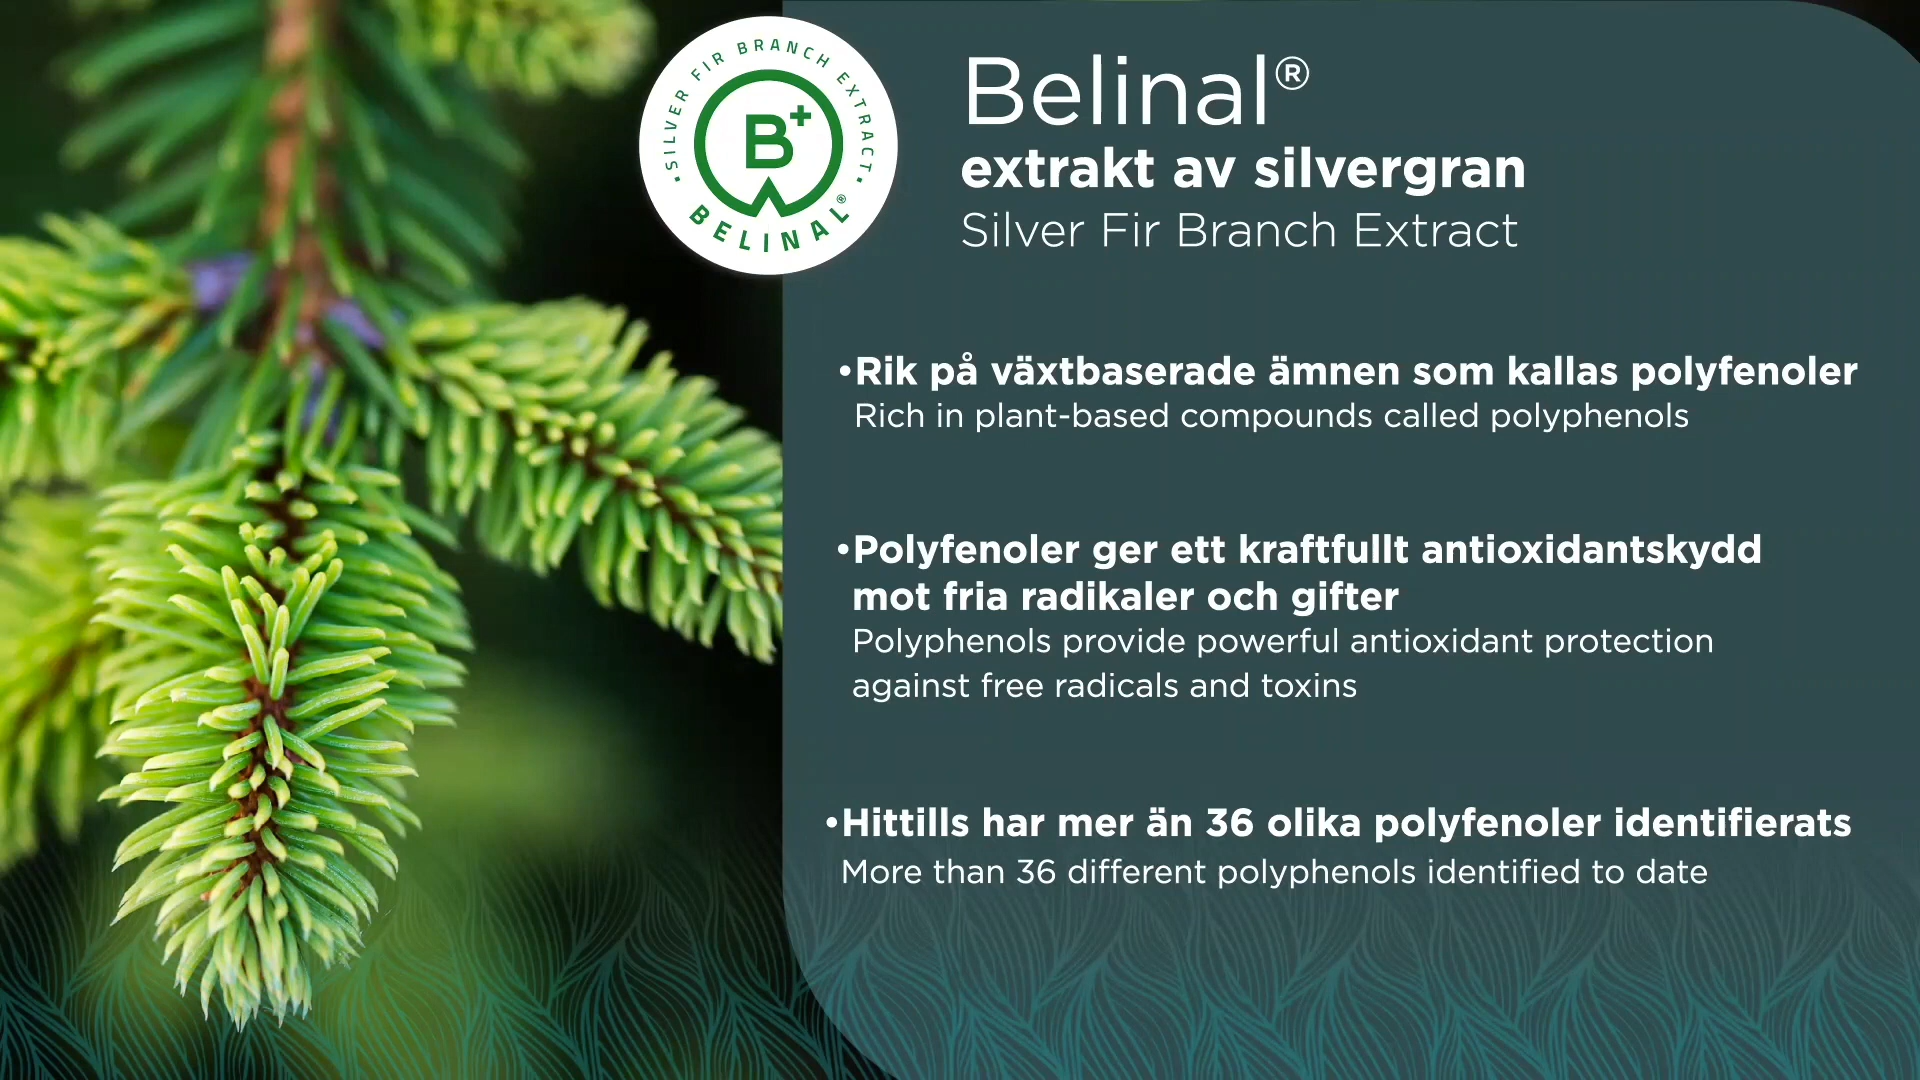 • SILVER FIR BRANCH EXTRACT •
B+
BELINAL®
Belinal®
extrakt av silvergran
Silver Fir Branch Extract
•Rik på växtbaserade ämnen som kallas polyfenoler
Rich in plant-based compounds called polyphenols
•Polyfenoler ger ett kraftfullt antioxidantskydd
mot fria radikaler och gifter
Polyphenols provide powerful antioxidant protection
against free radicals and toxins
•Hittills har mer än 36 olika polyfenoler identifierats
More than 36 different polyphenols identified to date